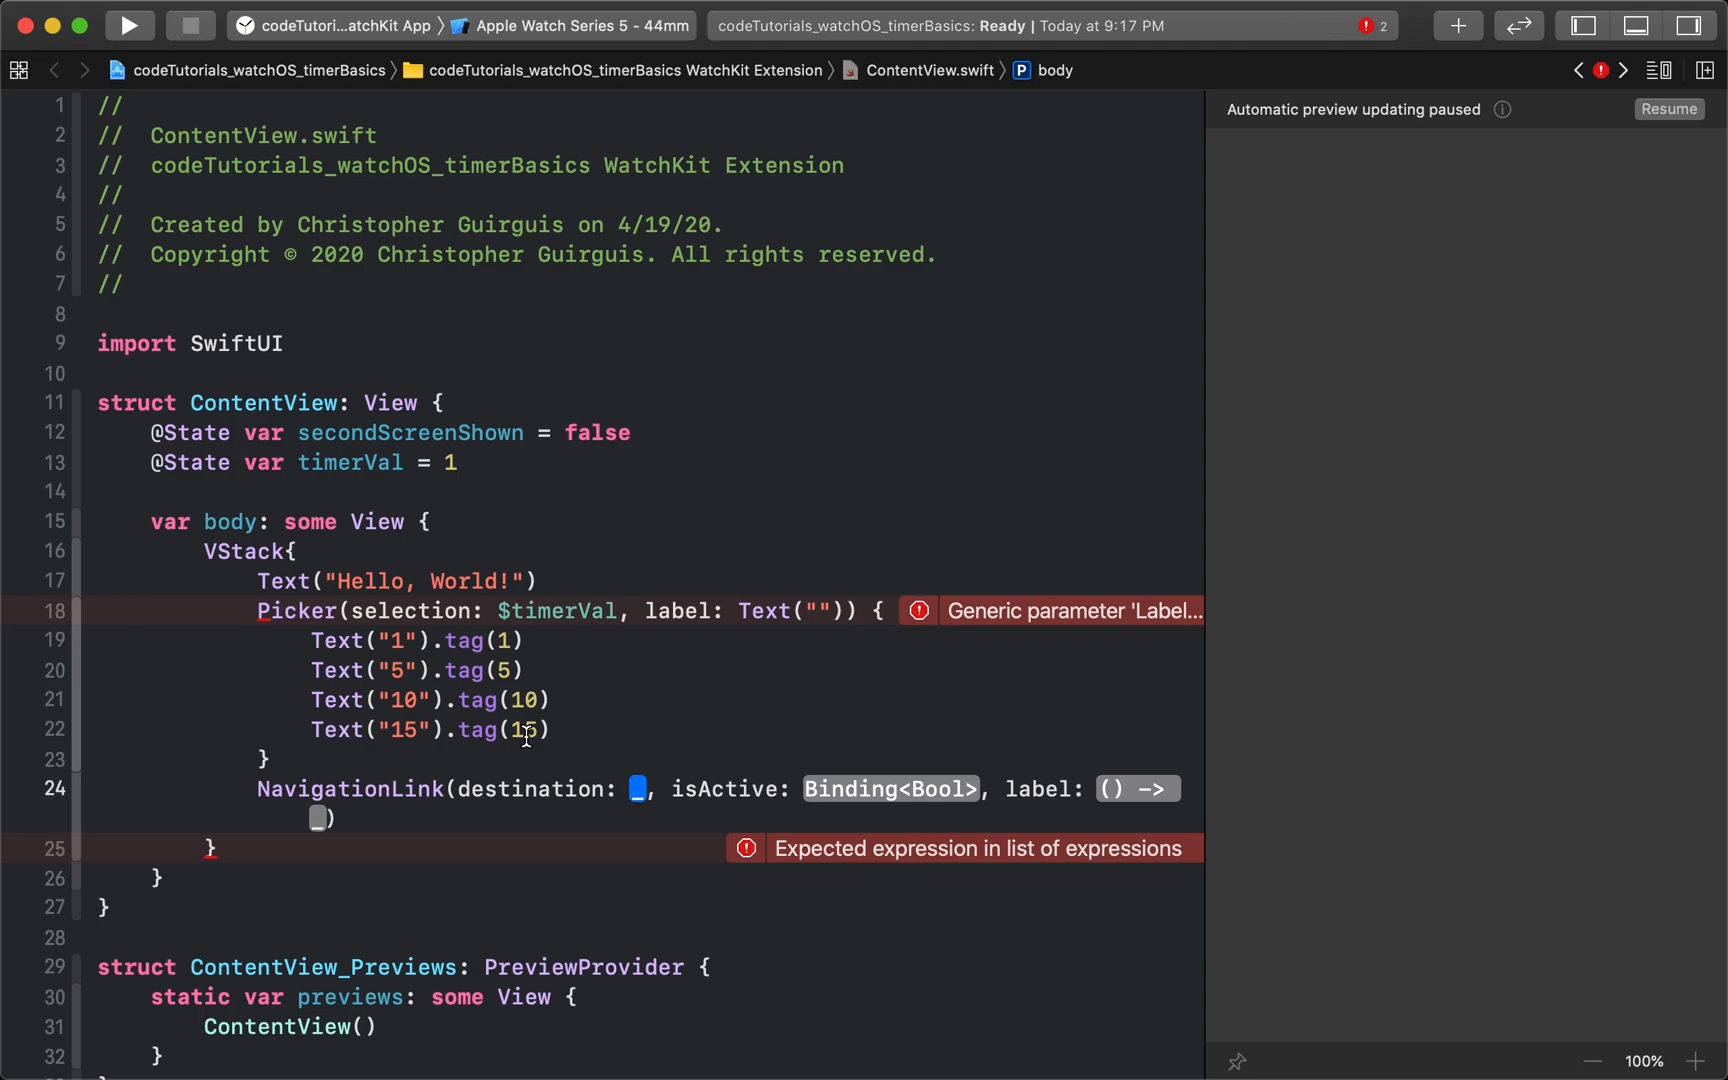 codeTutori...atchKit App 〉 Apple Watch Series 5 - 44mm
codeTutorials_watchOS_timerBasics: Ready | Today at 9:17 PM
2
codeTutorials_watchOS_timerBasics 〉 codeTutorials_watchOS_timerBasics WatchKit Extension 〉 ContentView.swift 〉 P body
Automatic preview updating paused
Resume
1 //
2 // ContentView.swift
3 // codeTutorials_watchOS_timerBasics WatchKit Extension
4 //
5 // Created by Christopher Guirguis on 4/19/20.
6 // Copyright © 2020 Christopher Guirguis. All rights reserved.
7 //
8
9 import SwiftUI
10
11 struct ContentView: View {
12 @State var secondScreenShown = false
13 @State var timerVal = 1
14
15 var body: some View {
16 VStack{
17 Text("Hello, World!")
18 Picker(selection: $timerVal, label: Text("")) { Generic parameter 'Label...
19 Text("1").tag(1)
20 Text("5").tag(5)
21 Text("10").tag(10)
22 Text("15").tag(15)
23 }
24 NavigationLink(destination: _, isActive: Binding<Bool>, label: () ->
_)
25 } Expected expression in list of expressions
26 }
27 }
28
29 struct ContentView_Previews: PreviewProvider {
30 static var previews: some View {
31 ContentView()
32 }
100%